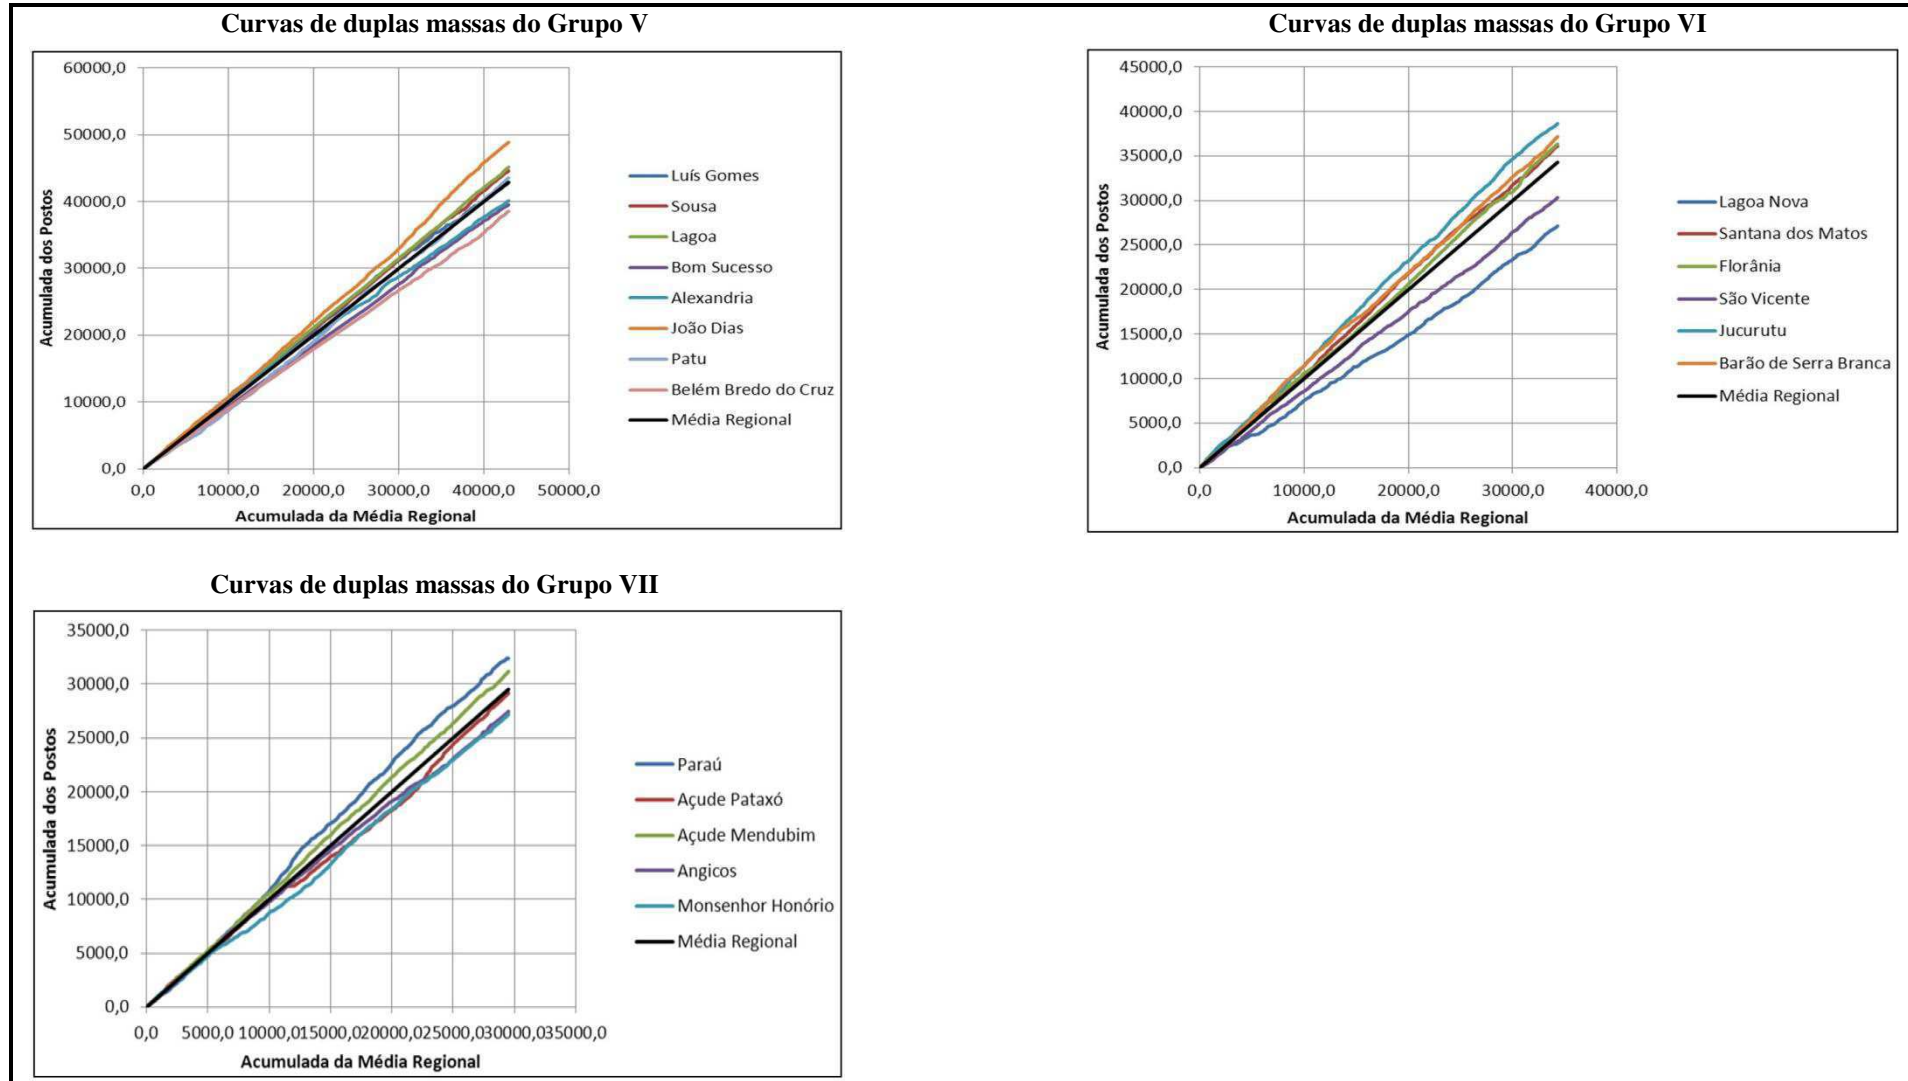 Curvas de duplas massas do Grupo V
60000,0
50000,0
40000,0
30000,0
20000,0
10000,0
0,0
Acumulada dos Postos
0,0 10000,0 20000,0 30000,0 40000,0 50000,0
Acumulada da Média Regional
Luís Gomes
Sousa
Lagoa
Bom Sucesso
Alexandria
João Dias
Patu
Belém Bredo do Cruz
Média Regional
Curvas de duplas massas do Grupo VI
45000,0
40000,0
35000,0
30000,0
25000,0
20000,0
15000,0
10000,0
5000,0
0,0
Acumulada dos Postos
0,0 10000,0 20000,0 30000,0 40000,0
Acumulada da Média Regional
Lagoa Nova
Santana dos Matos
Florânia
São Vicente
Jucurutu
Barão de Serra Branca
Média Regional
Curvas de duplas massas do Grupo VII
35000,0
30000,0
25000,0
20000,0
15000,0
10000,0
5000,0
0,0
Acumulada dos Postos
0,0 5000,0 10000,015000,020000,025000,030000,035000,0
Acumulada da Média Regional
Paraú
Açude Pataxó
Açude Mendubim
Angicos
Monsenhor Honório
Média Regional